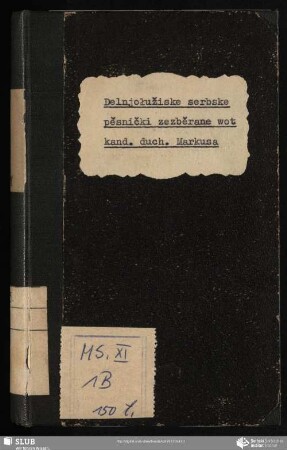 Delnjołužiske serbske
pěsnički zezběrane wot
kand. duch. Markusa
MS. XI
1B
150 ł.
SLUB